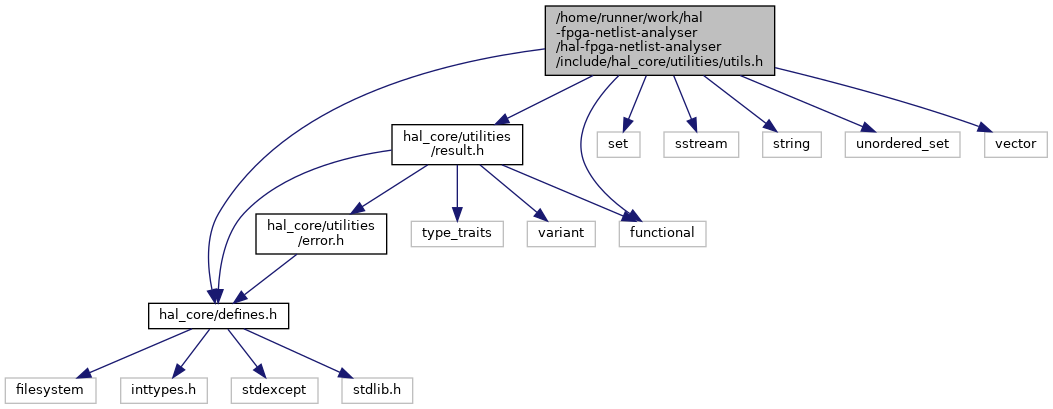 /home/runner/work/hal
-fpga-netlist-analyser
/hal-fpga-netlist-analyser
/include/hal_core/utilities/utils.h
hal_core/utilities
/result.h
set
sstream
string
unordered_set
vector
hal_core/utilities
/error.h
type_traits
variant
functional
hal_core/defines.h
filesystem
inttypes.h
stdexcept
stdlib.h